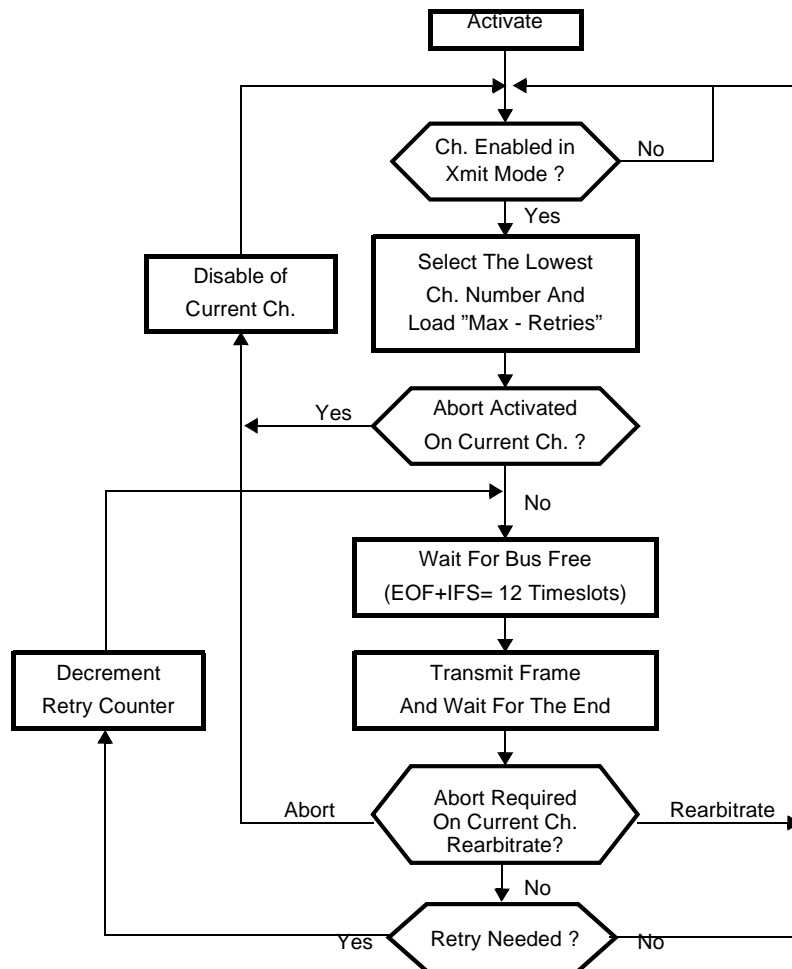 Activate
Ch. Enabled in
Xmit Mode ?
No
Yes
Disable of
Current Ch.
Select The Lowest
Ch. Number And
Load ”Max - Retries”
Yes
Abort Activated
On Current Ch. ?
No
Wait For Bus Free
(EOF+IFS= 12 Timeslots)
Decrement
Retry Counter
Transmit Frame
And Wait For The End
Abort
Abort Required
On Current Ch.
Rearbitrate?
Rearbitrate
No
Yes
Retry Needed ?
No